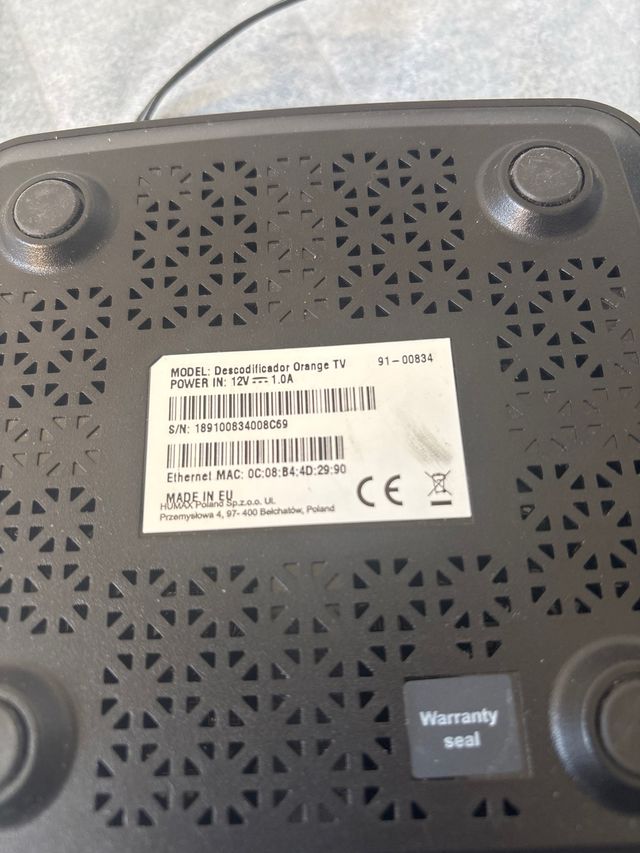 MODEL: Descodificador Orange TV 91-00834
POWER IN: 12V 1.0A
S/N: 189100834008C69
Ethernet MAC: 0C:08:B4:4D:29:90
MADE IN EU
HUMAX Poland Sp.z.o.o. Ul.
Przemysłowa 4, 97- 400 Bełchatów, Poland
CE
Warranty
seal